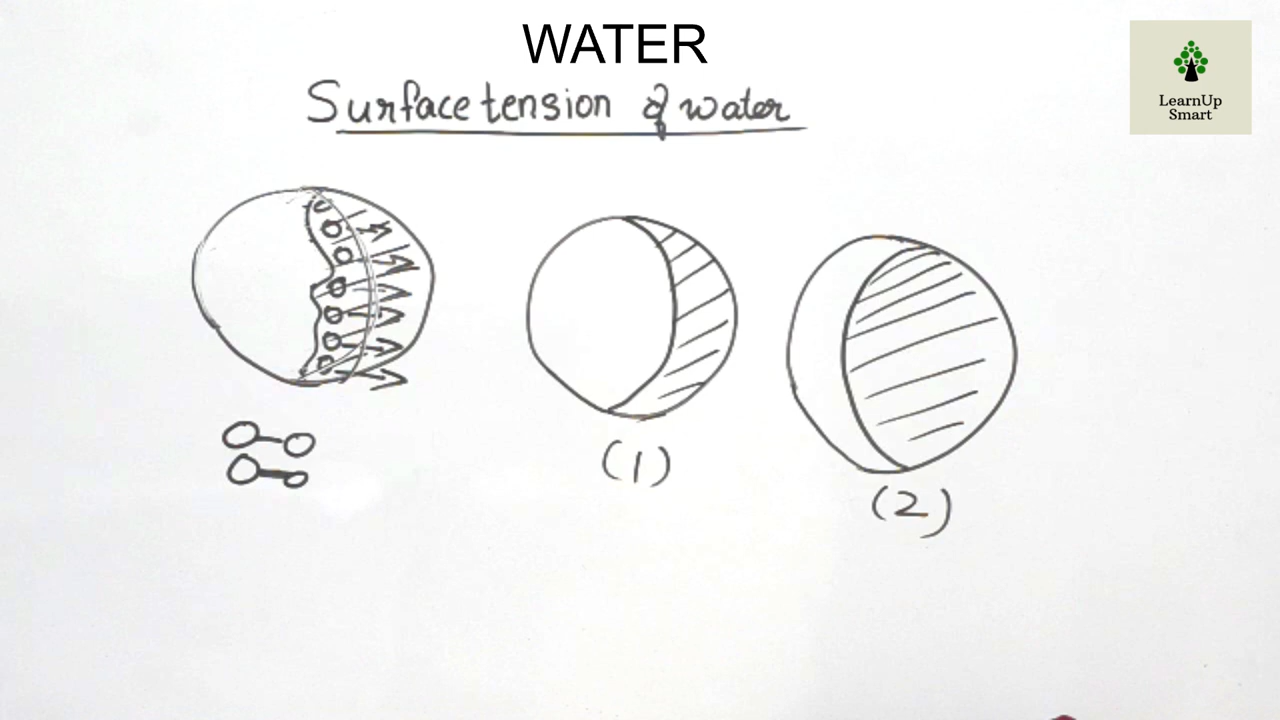 WATER
Surface tension of water
LearnUp
Smart
(1)
(2)